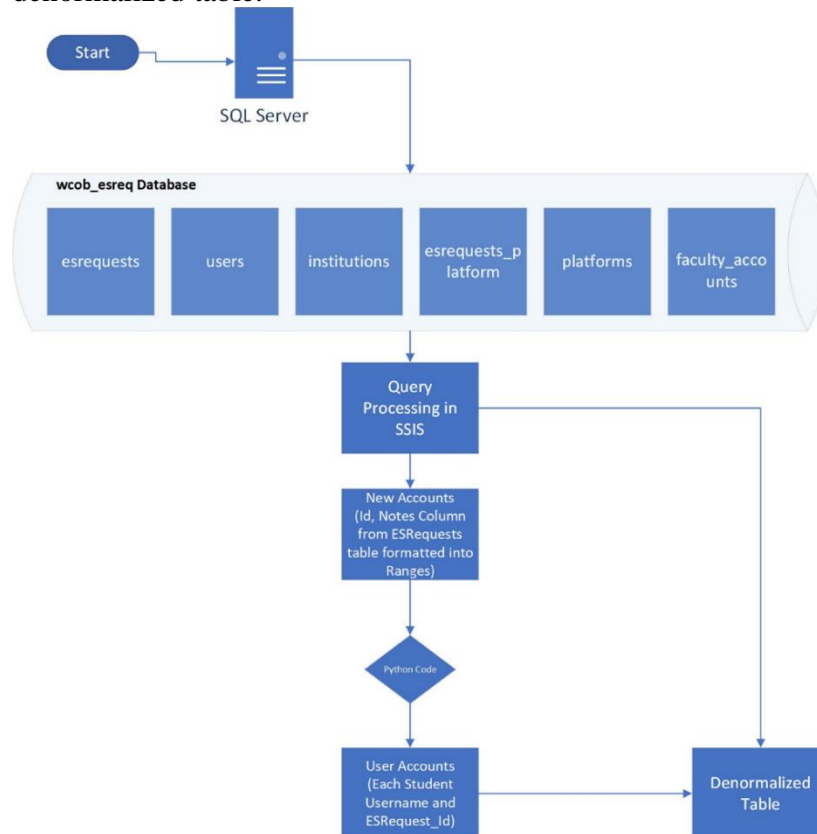 denormalized table.
Start
SQL Server
wcob_esreq Database
esrequests
users
institutions
esrequests_p
latform
platforms
faculty_acco
unts
Query
Processing in
SSIS
New Accounts
(Id, Notes Column
from ESRequests
table formatted into
Ranges)
Python Code
User Accounts
(Each Student
Username and
ESRequest_Id)
Denormalized
Table